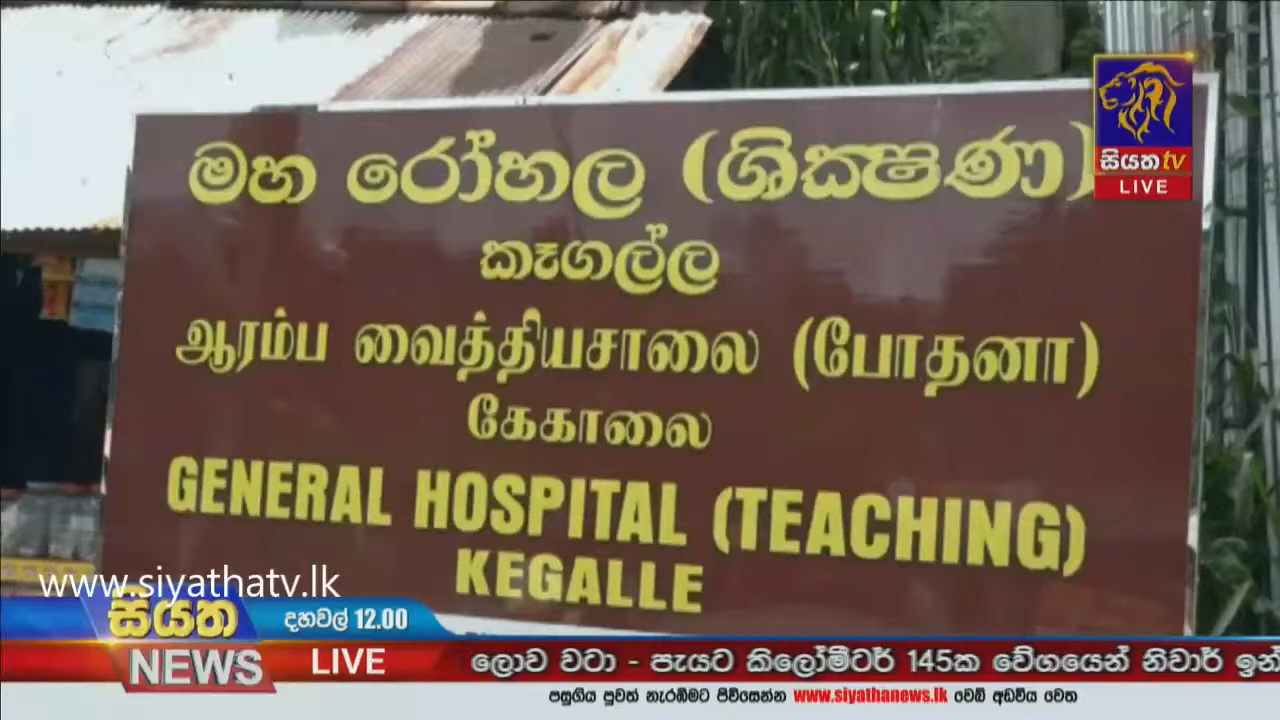 සියත tv
LIVE
මහ රෝහල (ශික්ෂණ)
කෑගල්ල
ஆரம்ப வைத்தியசாலை (போதனா)
கேகாலை
GENERAL HOSPITAL (TEACHING)
KEGALLE
www.siyathatv.lk
සියත
NEWS
දහවල් 12.00
LIVE
ලොව වටා - පැයට කිලෝමීටර් 145ක වේගයෙන් නිවාර් ඉන්
පසුගිය පුවත් නැරඹීමට පිවිසෙන්න www.siyathanews.lk වෙබ් අඩවිය වෙත